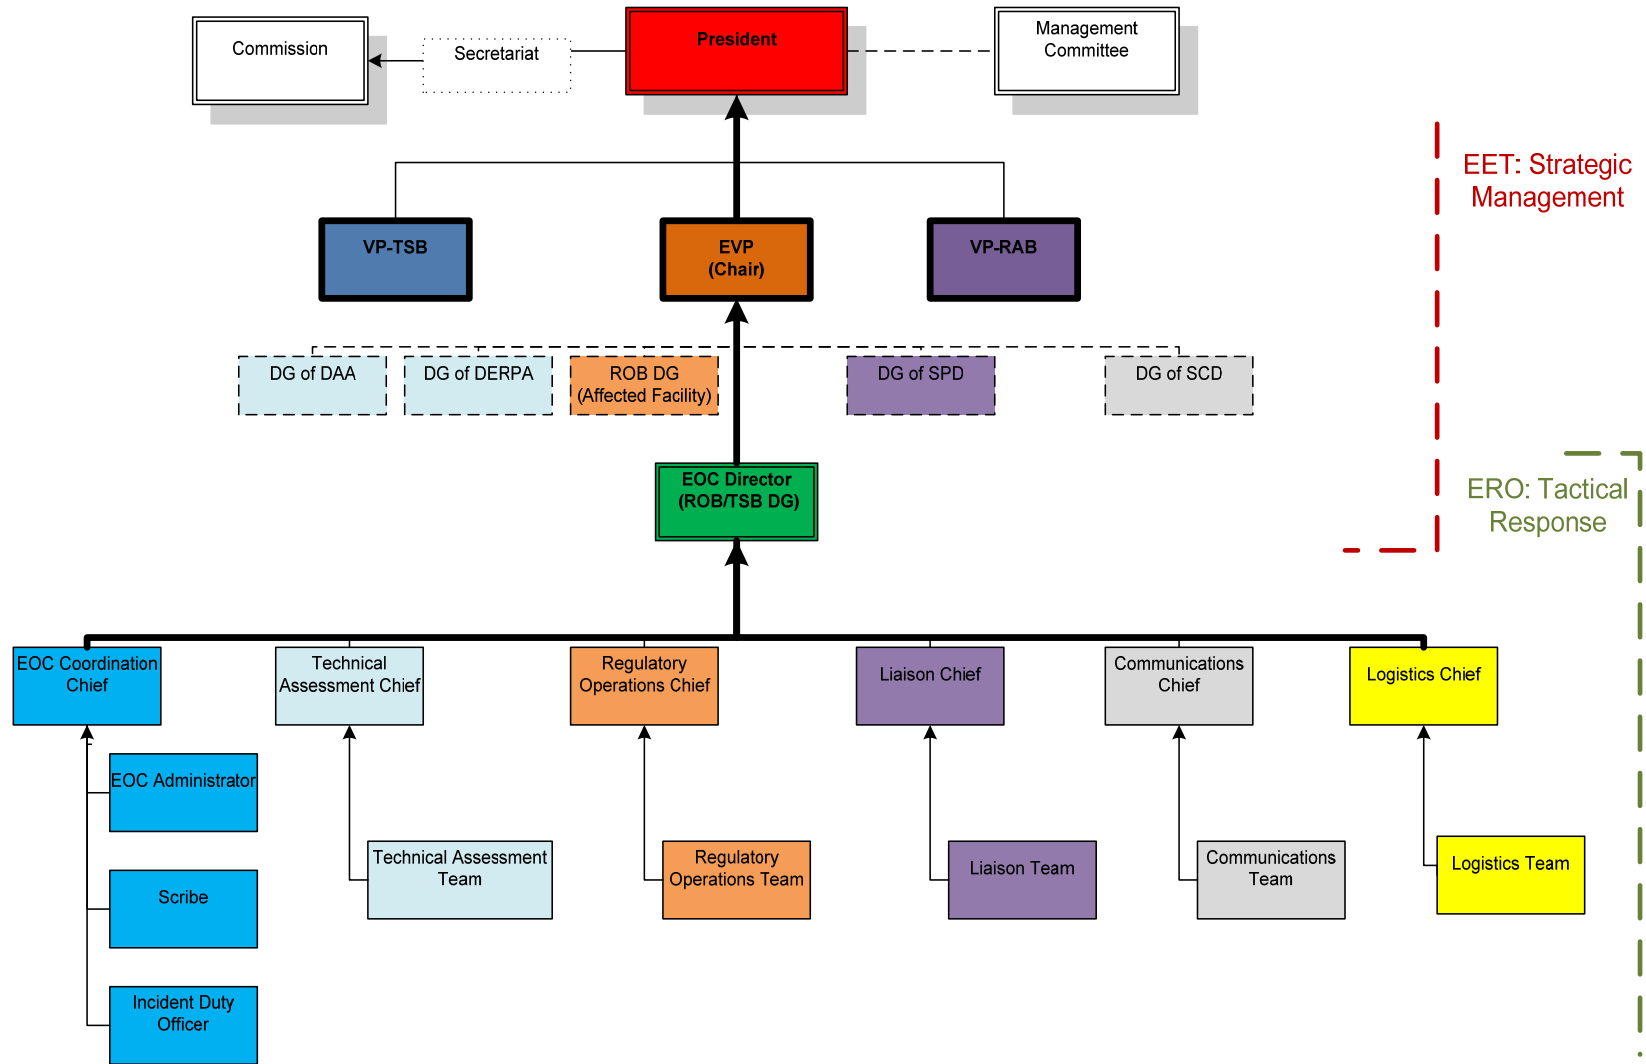 Commission
Secretariat
President
Management
Committee
EET: Strategic
Management
VP-TSB
EVP
(Chair)
VP-RAB
DG of DAA
DG of DERPA
ROB DG
(Affected Facility)
DG of SPD
DG of SCD
EOC Director
(ROB/TSB DG)
ERO: Tactical
Response
EOC Coordination
Chief
Technical
Assessment Chief
Regulatory
Operations Chief
Liaison Chief
Communications
Chief
Logistics Chief
EOC Administrator
Technical Assessment
Team
Regulatory
Operations Team
Liaison Team
Communications
Team
Logistics Team
Scribe
Incident Duty
Officer